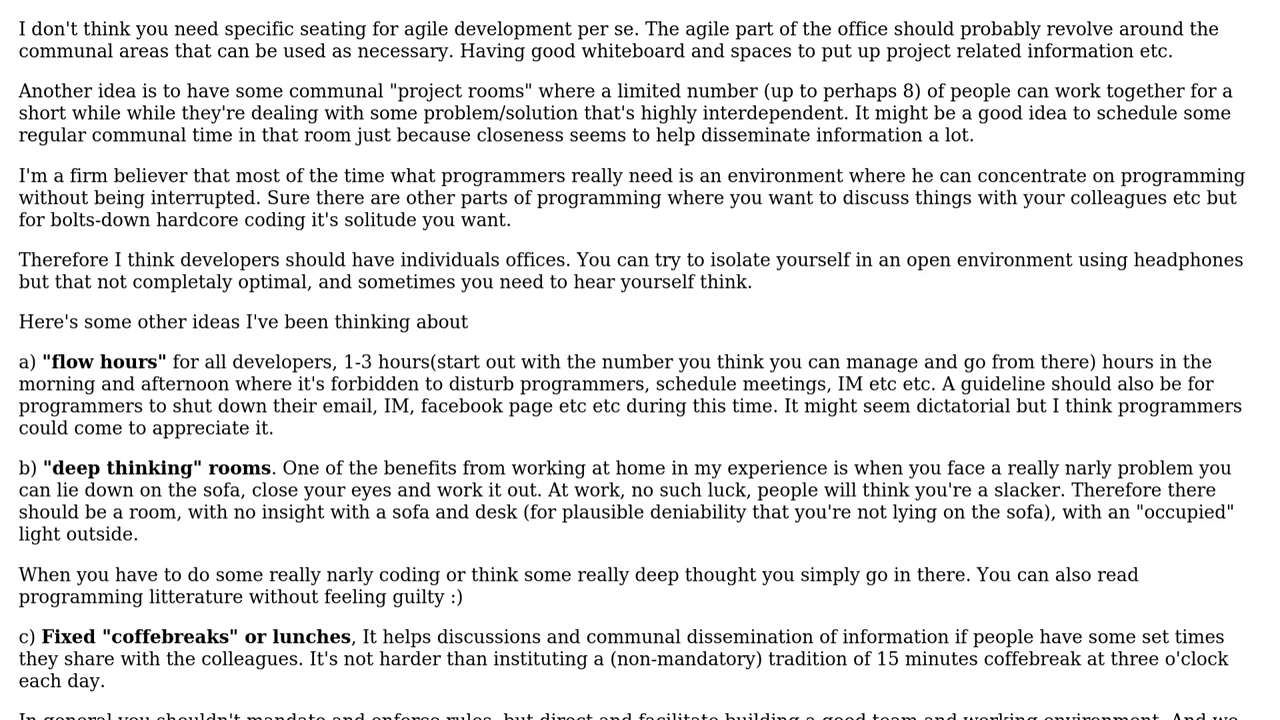 I don't think you need specific seating for agile development per se. The agile part of the office should probably revolve around the
communal areas that can be used as necessary. Having good whiteboard and spaces to put up project related information etc.
Another idea is to have some communal "project rooms" where a limited number (up to perhaps 8) of people can work together for a
short while while they're dealing with some problem/solution that's highly interdependent. It might be a good idea to schedule some
regular communal time in that room just because closeness seems to help disseminate information a lot.
I'm a firm believer that most of the time what programmers really need is an environment where he can concentrate on programming
without being interrupted. Sure there are other parts of programming where you want to discuss things with your colleagues etc but
for bolts-down hardcore coding it's solitude you want.
Therefore I think developers should have individuals offices. You can try to isolate yourself in an open environment using headphones
but that not completaly optimal, and sometimes you need to hear yourself think.
Here's some other ideas I've been thinking about
a) "flow hours" for all developers, 1-3 hours(start out with the number you think you can manage and go from there) hours in the
morning and afternoon where it's forbidden to disturb programmers, schedule meetings, IM etc etc. A guideline should also be for
programmers to shut down their email, IM, facebook page etc etc during this time. It might seem dictatorial but I think programmers
could come to appreciate it.
b) "deep thinking" rooms. One of the benefits from working at home in my experience is when you face a really narly problem you
can lie down on the sofa, close your eyes and work it out. At work, no such luck, people will think you're a slacker. Therefore there
should be a room, with no insight with a sofa and desk (for plausible deniability that you're not lying on the sofa), with an "occupied"
light outside.
When you have to do some really narly coding or think some really deep thought you simply go in there. You can also read
programming litterature without feeling guilty :)
c) Fixed "coffebreaks" or lunches, It helps discussions and communal dissemination of information if people have some set times
they share with the colleagues. It's not harder than instituting a (non-mandatory) tradition of 15 minutes coffebreak at three o'clock
each day.
In general you shouldn't mandate and enforce rules, but direct and facilitate building a good team and working environment. And we